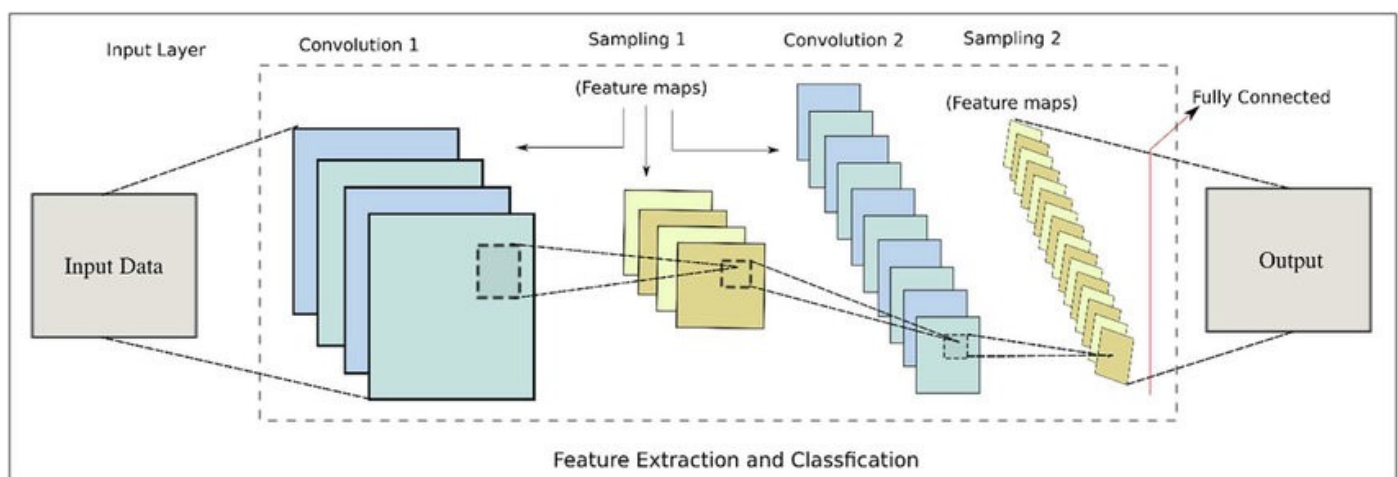 Input Layer
Convolution 1
Sampling 1
Convolution 2
Sampling 2
(Feature maps)
(Feature maps)
Fully Connected
Input Data
Output
Feature Extraction and Classfication